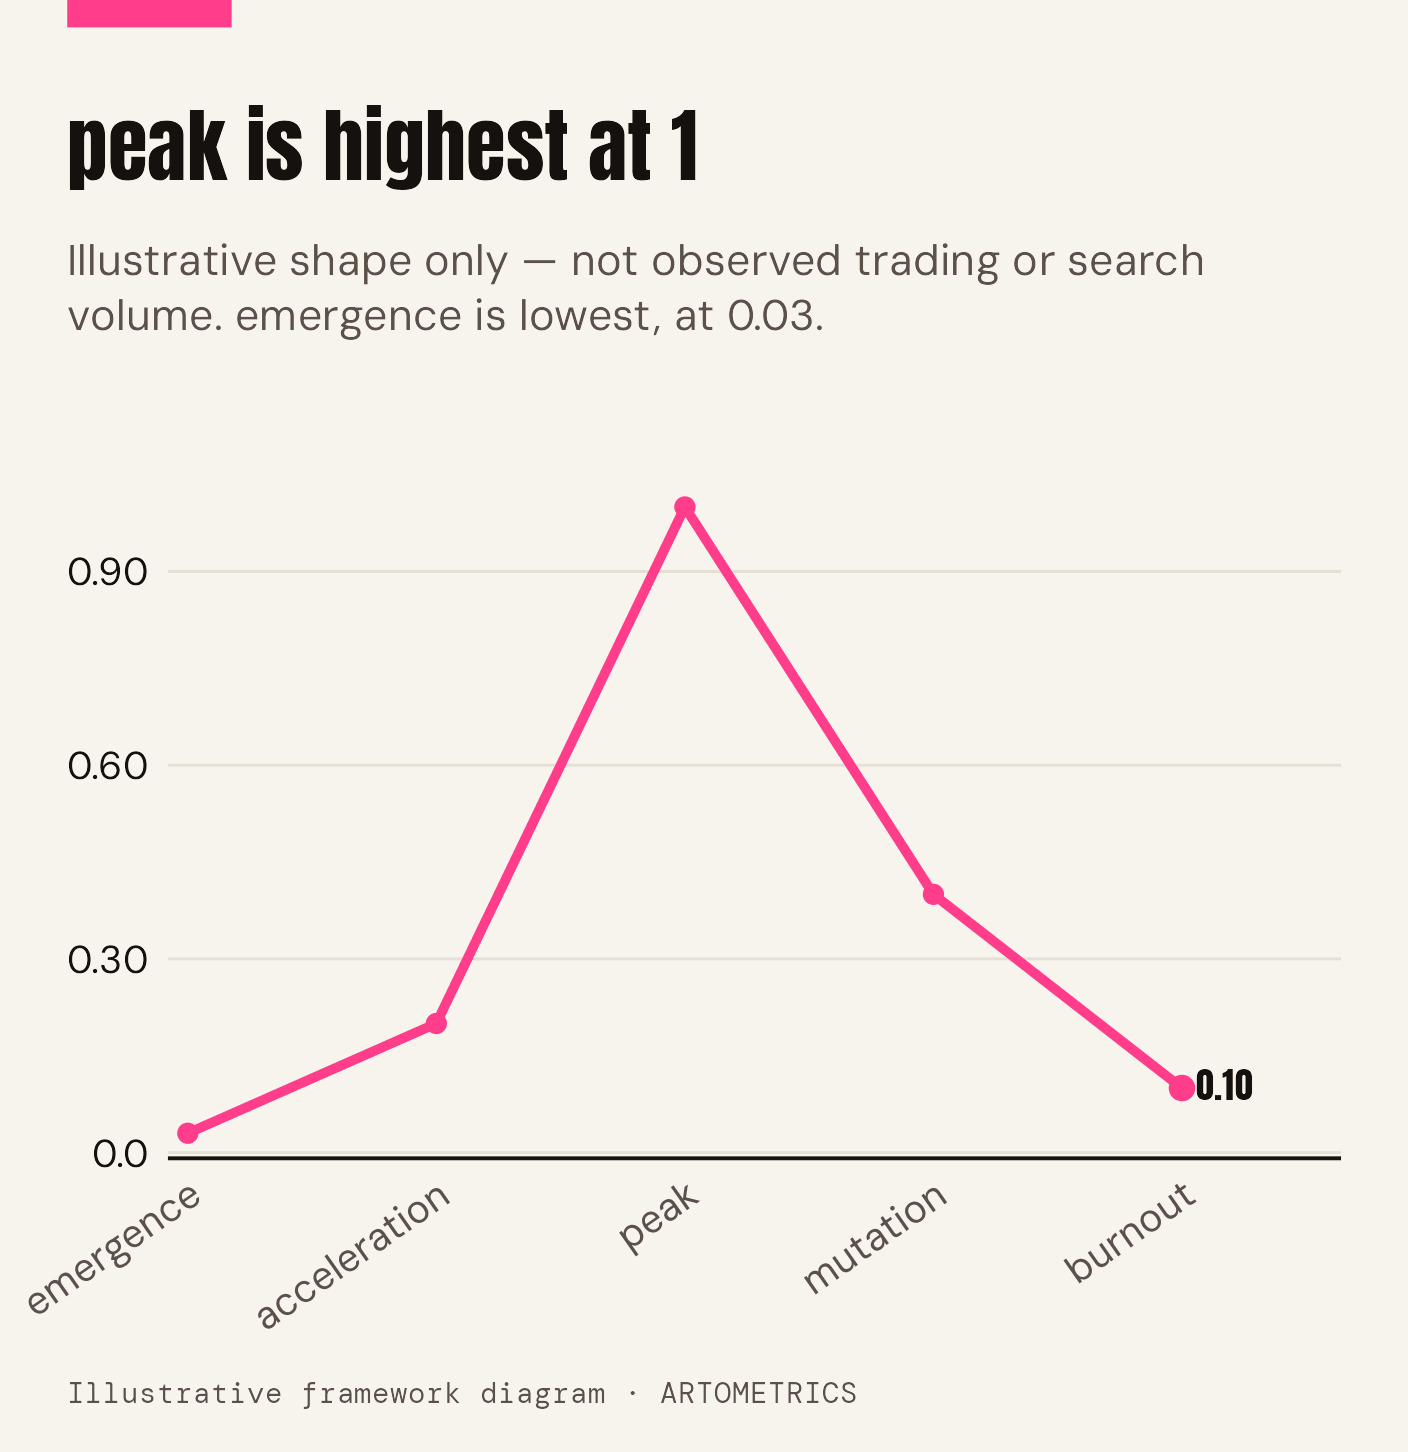 peak is highest at 1
Illustrative shape only — not observed trading or search
volume. emergence is lowest, at 0.03.
0.90
0.60
0.30
0.10
0.0
emergence
acceleration
peak
mutation
burnout
Illustrative framework diagram · ARTOMETRICS